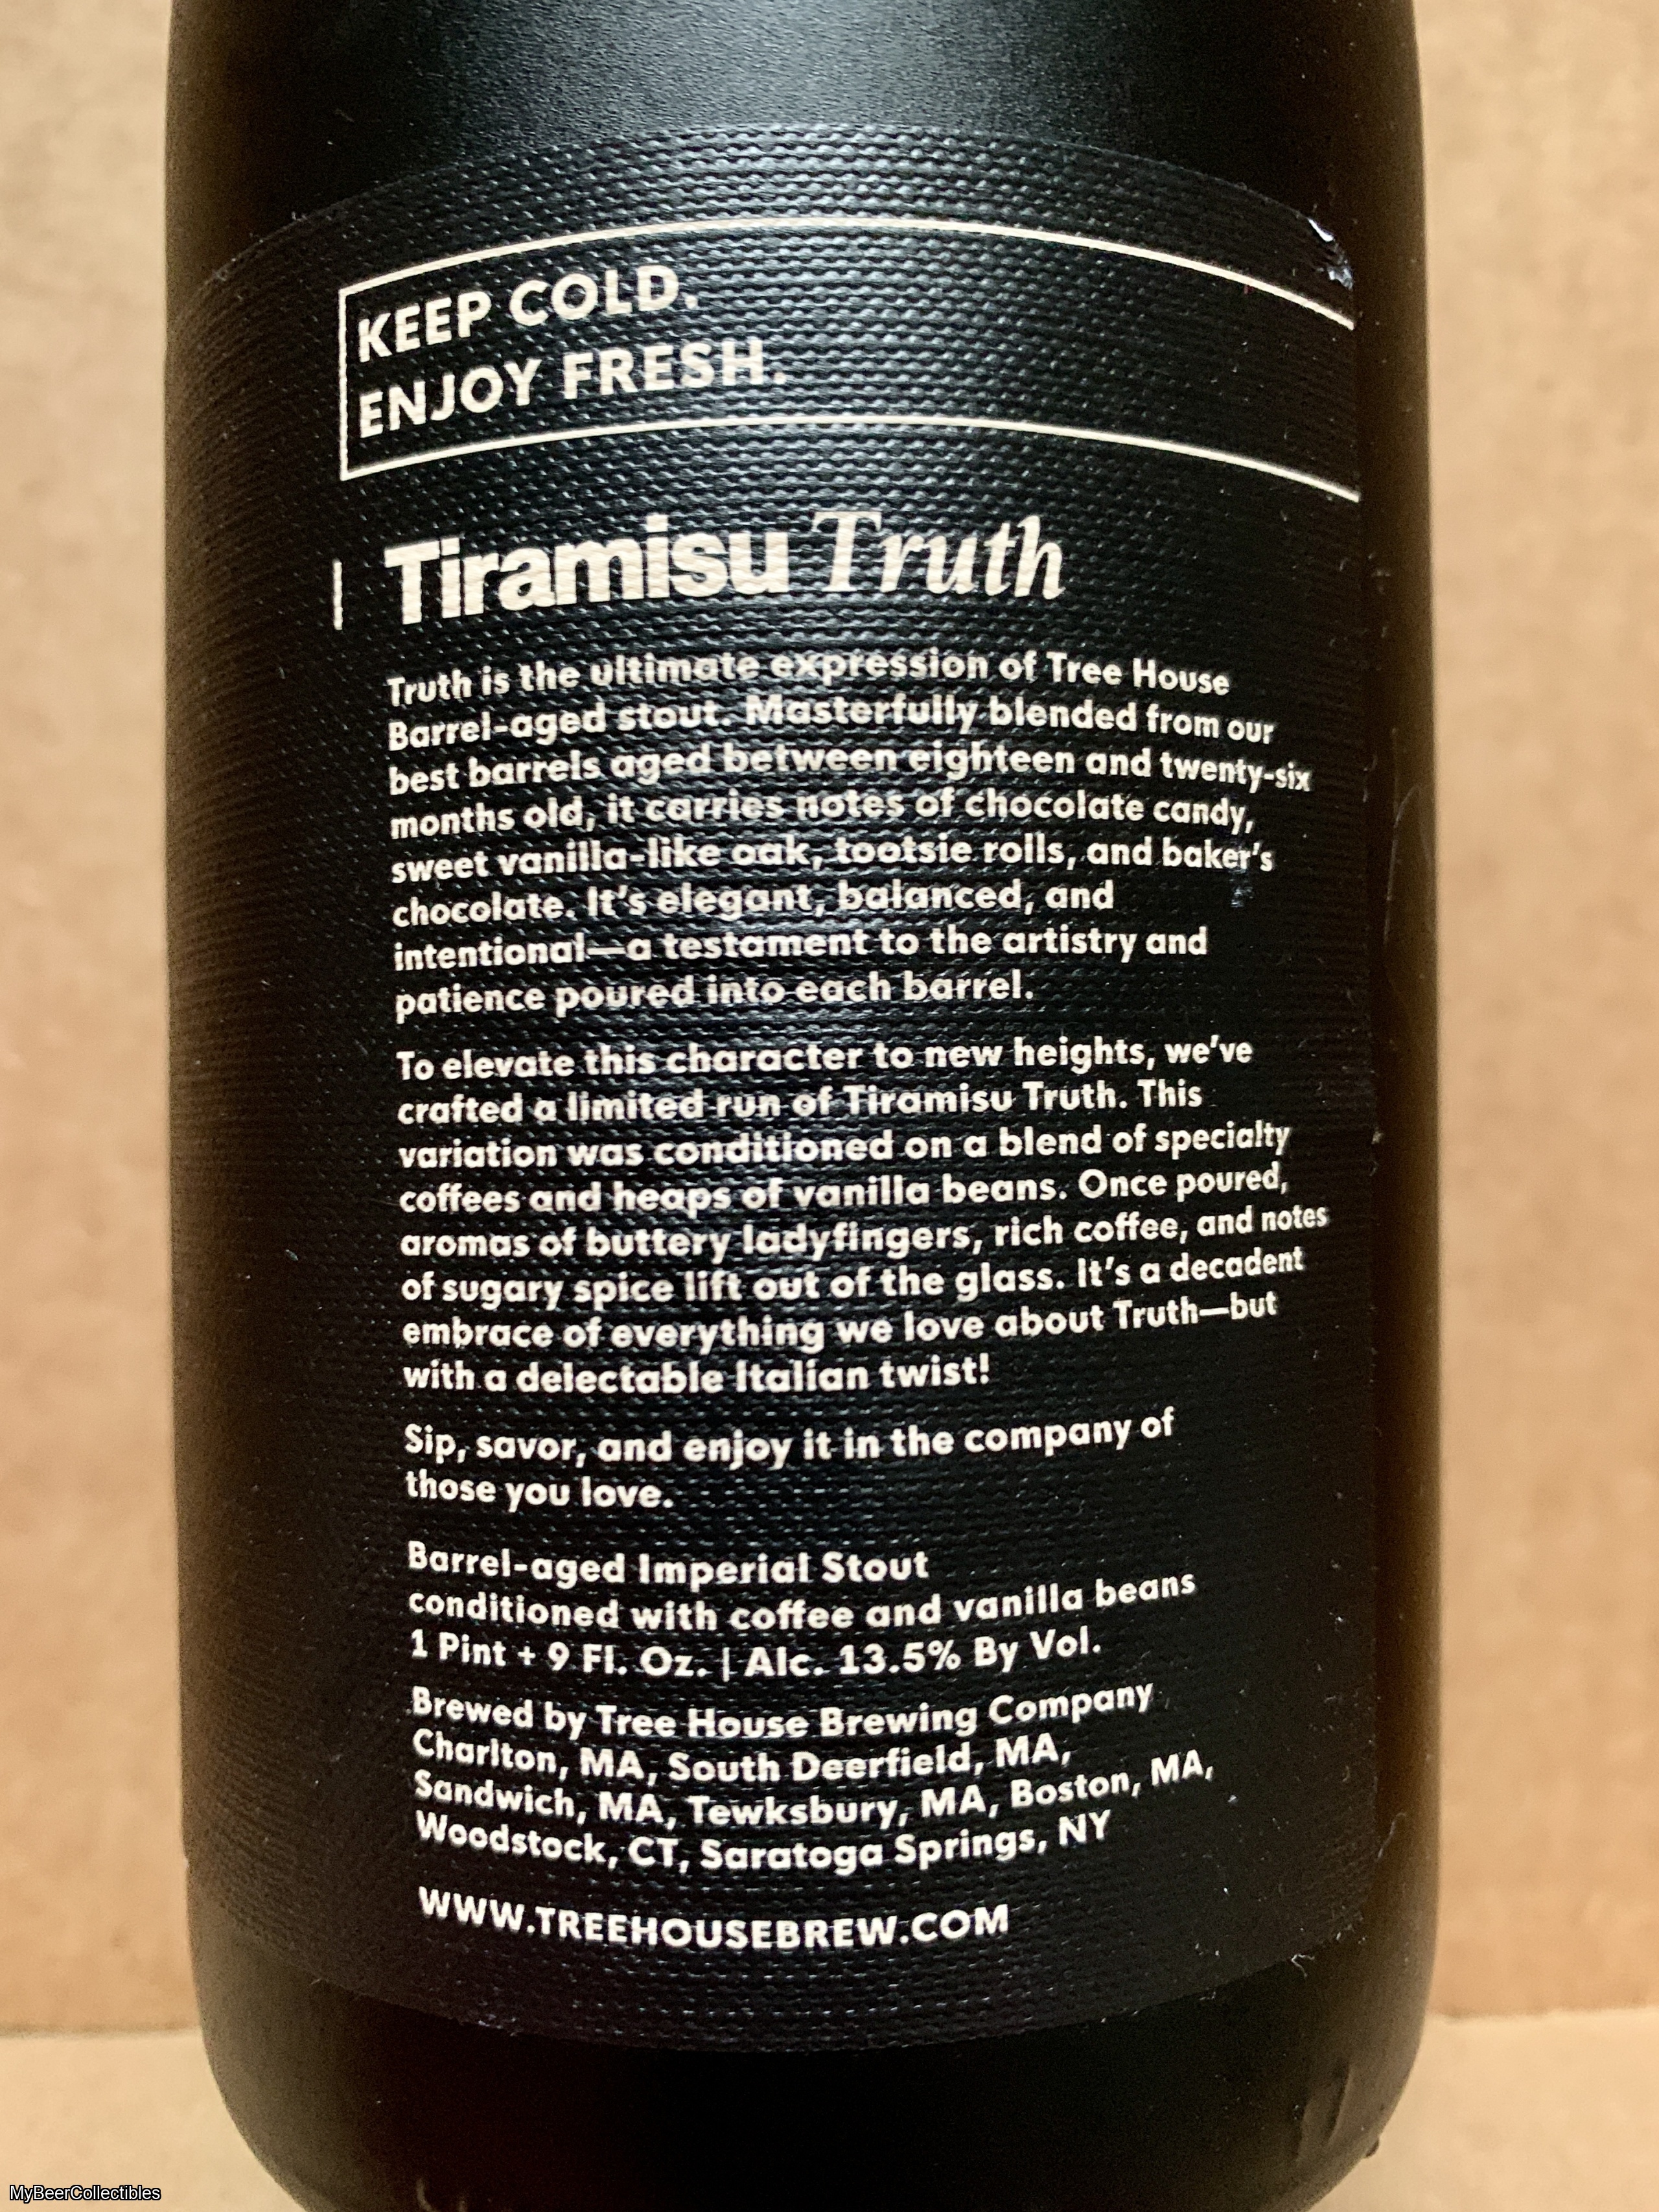 KEEP COLD.
ENJOY FRESH.
Tiramisu Truth
Truth is the ultimate expression of Tree House
Barrel-aged stout. Masterfully blended from our
best barrels aged between eighteen and twenty-six
months old, it carries notes of chocolate candy,
sweet vanilla-like oak, tootsie rolls, and baker's
chocolate. It's elegant, balanced, and
intentional—a testament to the artistry and
patience poured into each barrel.
To elevate this character to new heights, we've
crafted a limited run of Tiramisu Truth. This
variation was conditioned on a blend of specialty
coffees and heaps of vanilla beans. Once poured,
aromas of buttery ladyfingers, rich coffee, and notes
of sugary spice lift out of the glass. It's a decadent
embrace of everything we love about Truth—but
with a delectable Italian twist!
Sip, savor, and enjoy it in the company of
those you love.
Barrel-aged Imperial Stout
conditioned with coffee and vanilla beans
1 Pint + 9 Fl. Oz. | Alc. 13.5% By Vol.
Brewed by Tree House Brewing Company
Charlton, MA, South Deerfield, MA,
Sandwich, MA, Tewksbury, MA, Boston, MA,
Woodstock, CT, Saratoga Springs, NY
WWW.TREEHOUSEBREW.COM
MyBeerCollectibles